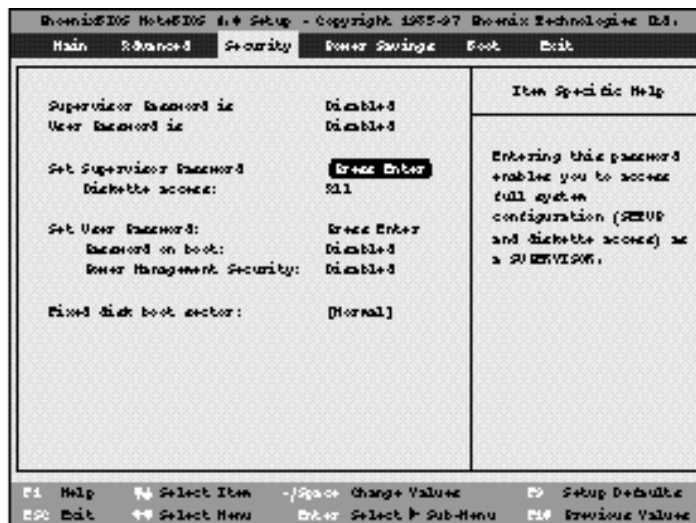 PhoenixBIOS NoteBIOS 4.0 Setup - Copyright 1985-97 Phoenix Technologies Ltd.
Main Advanced Security Power Savings Boot Exit
Item Specific Help
Supervisor Password is Disabled
User Password is Disabled
Set Supervisor Password Press Enter
Diskette access: All
Set User Password: Press Enter
Password on boot: Disabled
Power Management Security: Disabled
Fixed disk boot sector: [Normal]
Entering this password
enables you to access
full system
configuration (SETUP
and diskette access) as
a SUPERVISOR.
F1 Help ↑↓ Select Item -/Space Change Values F9 Setup Defaults
ESC Exit ←→ Select Menu Enter Select ▶ Sub-Menu F10 Previous Values